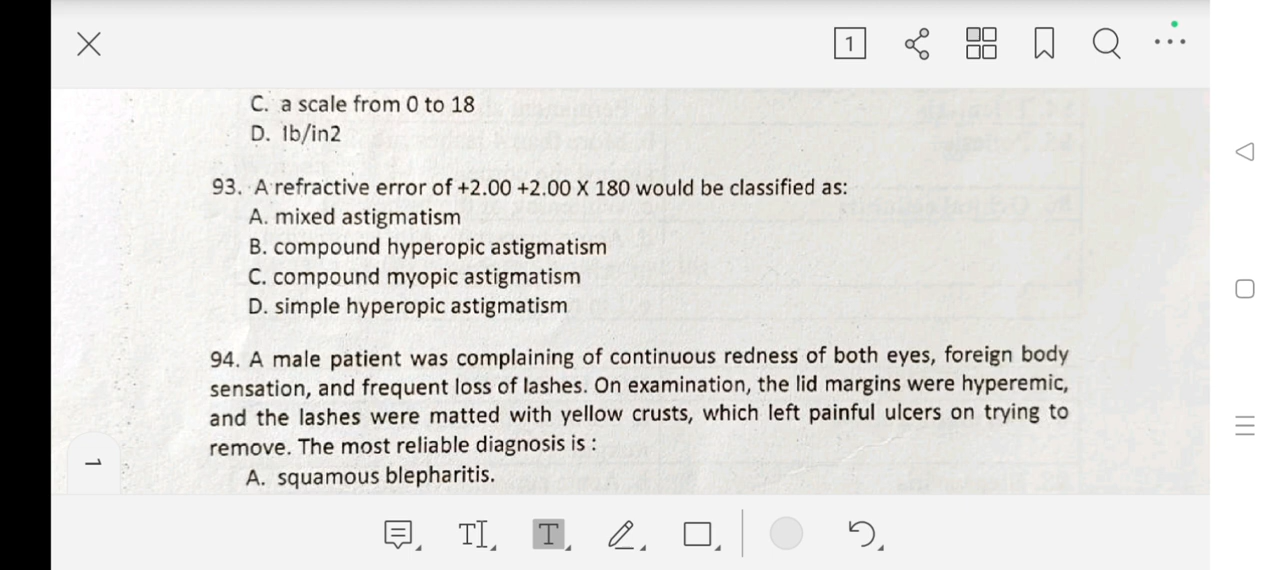 1
C. a scale from 0 to 18
D. lb/in2
93. A refractive error of +2.00 +2.00 X 180 would be classified as:
A. mixed astigmatism
B. compound hyperopic astigmatism
C. compound myopic astigmatism
D. simple hyperopic astigmatism
94. A male patient was complaining of continuous redness of both eyes, foreign body
sensation, and frequent loss of lashes. On examination, the lid margins were hyperemic,
and the lashes were matted with yellow crusts, which left painful ulcers on trying to
remove. The most reliable diagnosis is :
A. squamous blepharitis.
1
TI
T